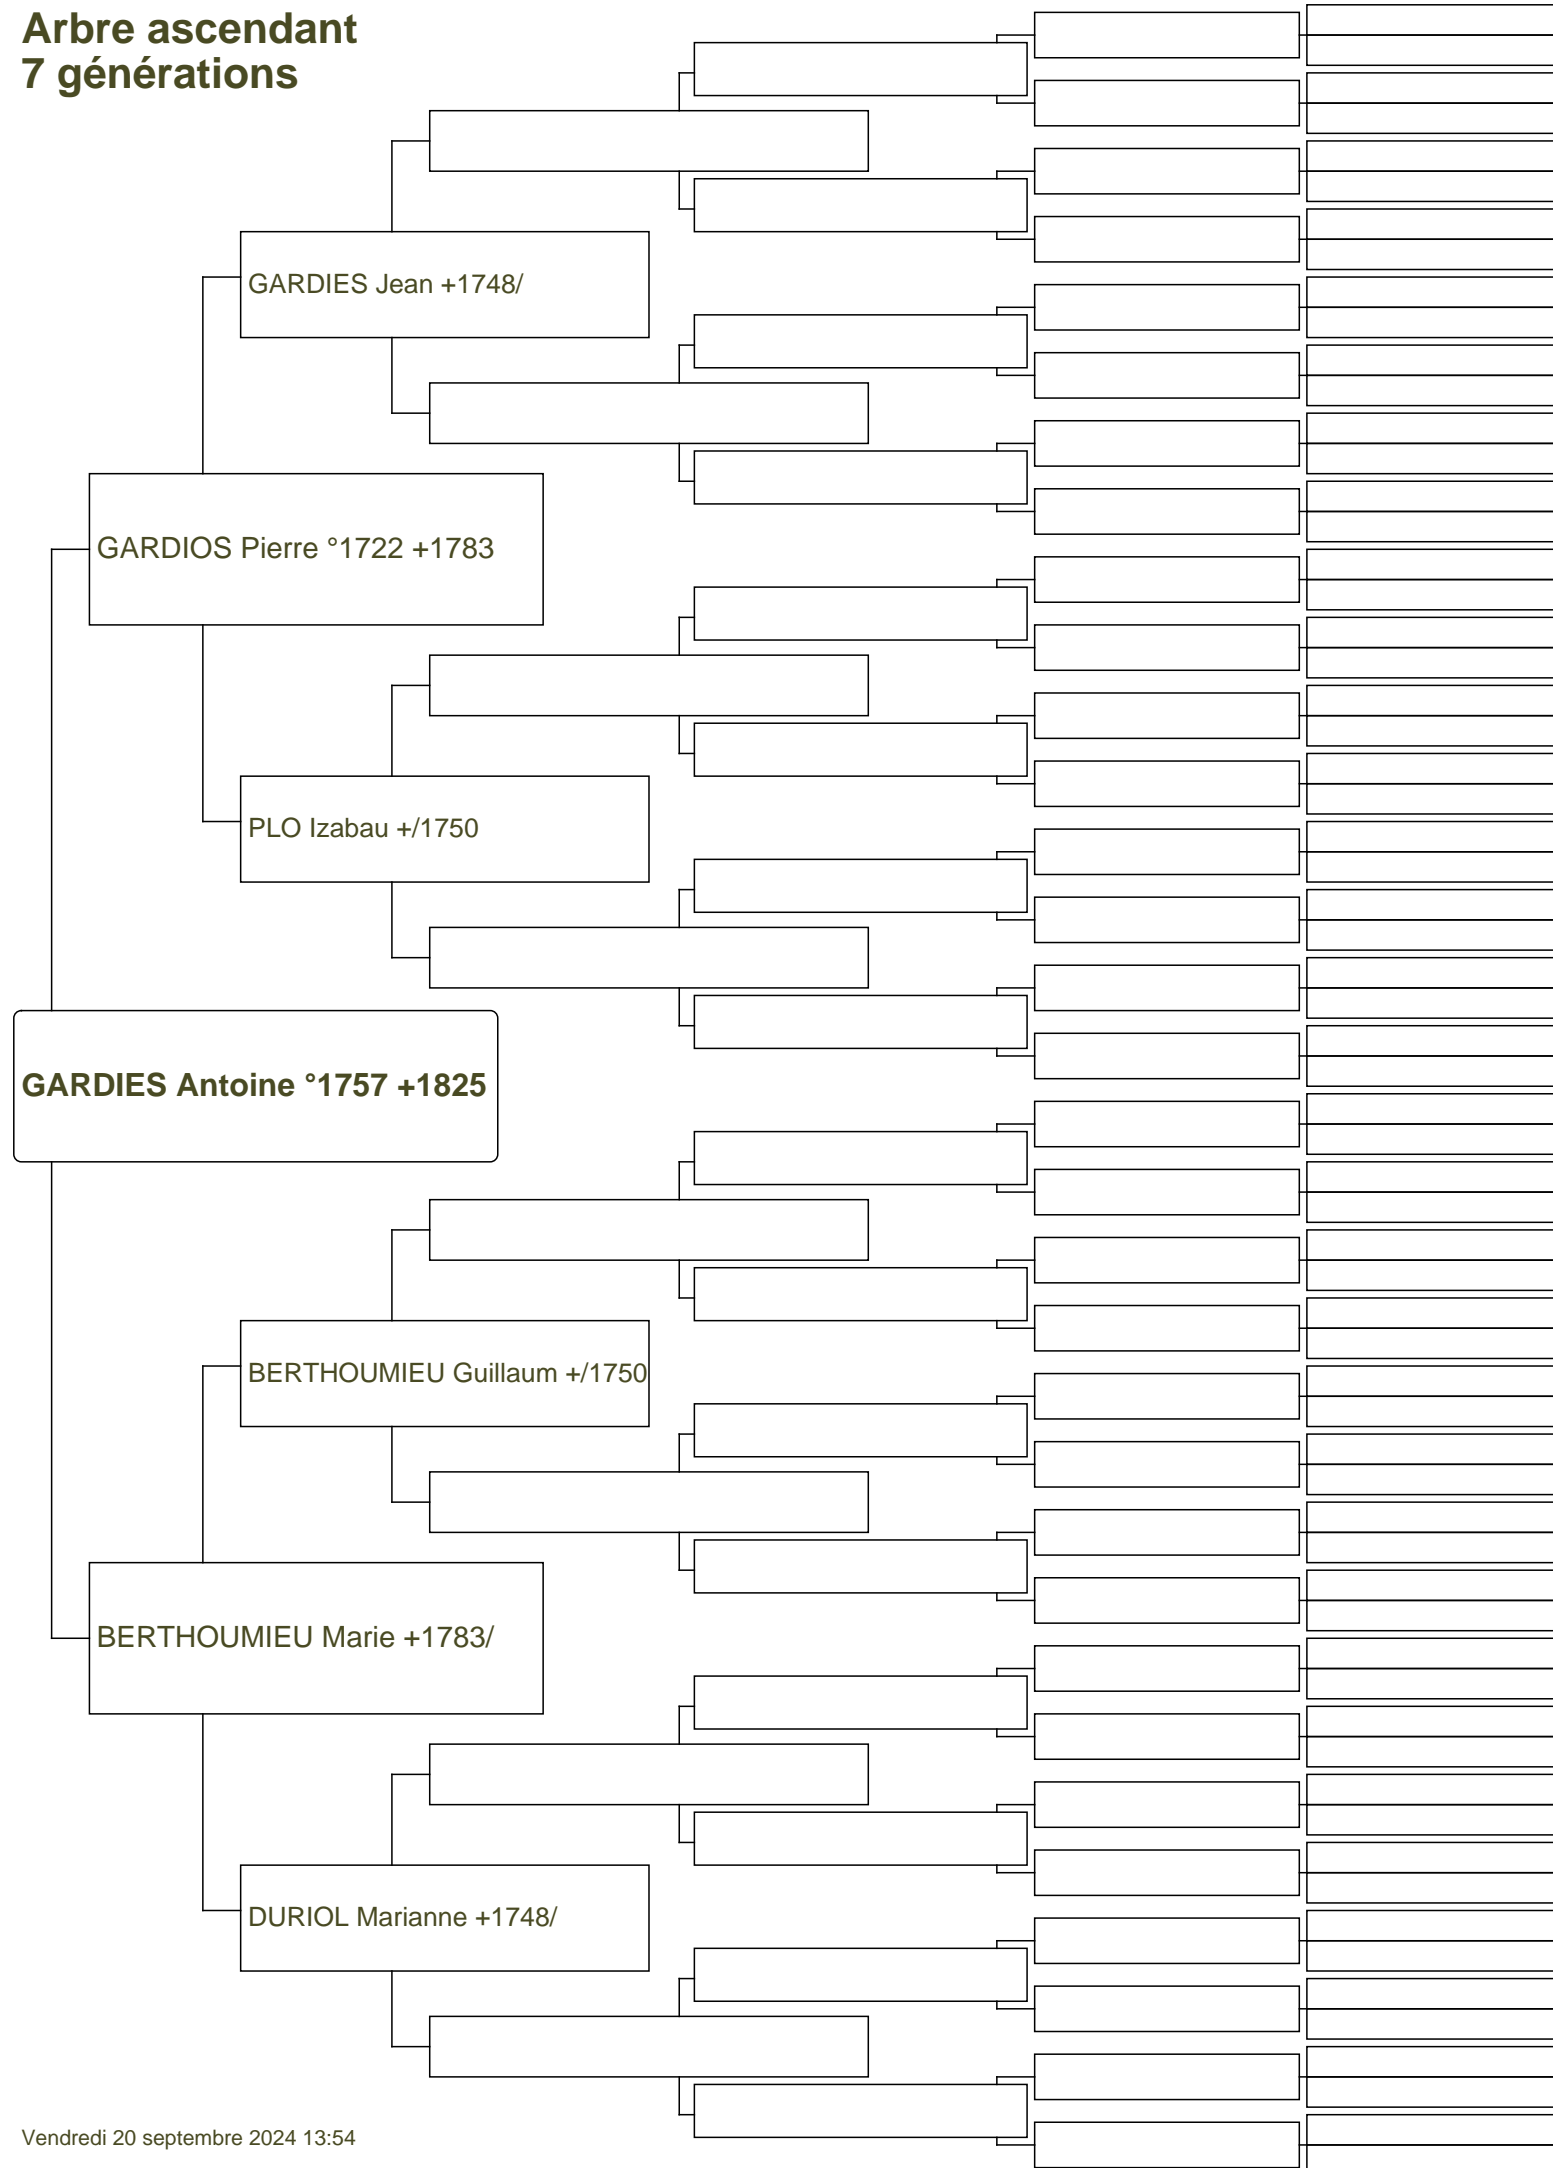 Arbre ascendant
7 générations
GARDIES Jean +1748/
GARDIOS Pierre °1722 +1783
PLO Izabau +/1750
GARDIES Antoine °1757 +1825
BERTHOUMIEU Guillaum +/1750
BERTHOUMIEU Marie +1783/
DURIOL Marianne +1748/
Vendredi 20 septembre 2024 13:54